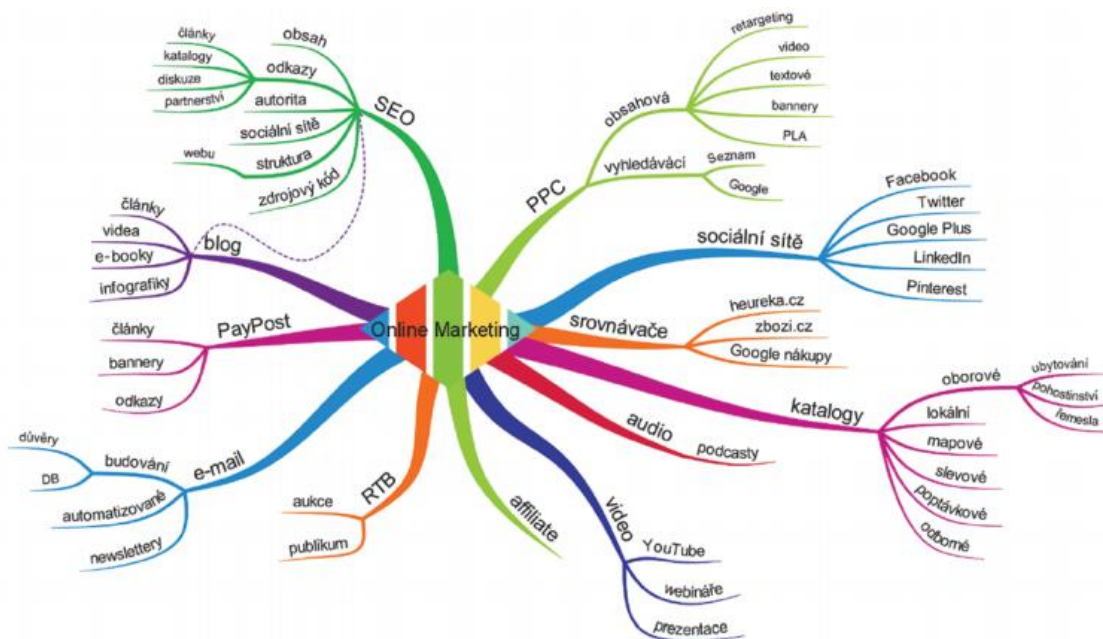 Online Marketing
SEO
obsah
odkazy
články
katalogy
diskuze
partnerství
autorita
sociální sítě
struktura
webu
zdrojový kód
blog
články
videa
e-booky
infografiky
PayPost
články
bannery
odkazy
e-mail
budování
důvěry
DB
automatizované
newslettery
RTB
aukce
publikum
affiliate
video
YouTube
webináře
prezentace
audio
podcasty
katalogy
oborové
ubytování
pohostinství
řemesla
lokální
mapové
slevové
poptávkové
odborné
srovnávače
heureka.cz
zbozi.cz
Google nákupy
sociální sítě
Facebook
Twitter
Google Plus
LinkedIn
Pinterest
PPC
obsahová
retargeting
video
textové
bannery
PLA
vyhledávácí
Seznam
Google